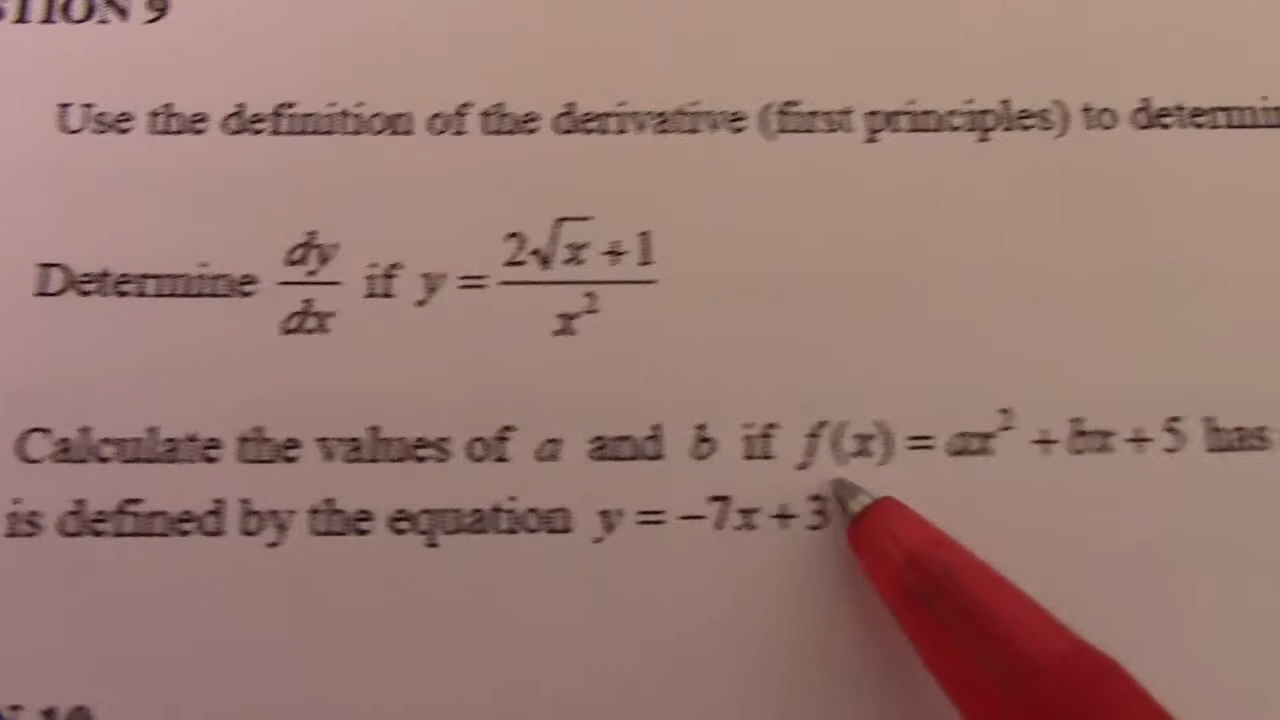 STION 9
Use the definition of the derivative (first principles) to determin
Determine dy/dx if y = (2√x + 1)/x²
Calculate the values of a and b if f(x) = ax² + bx + 5 has
is defined by the equation y = −7x + 3
10